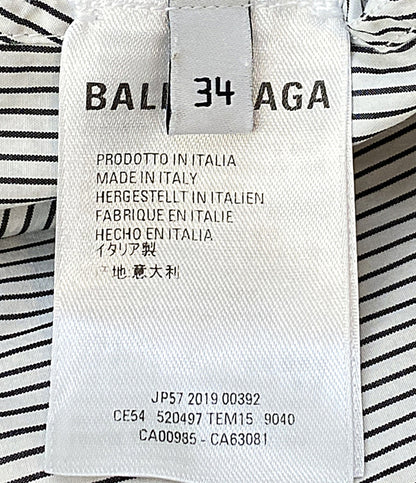 BAL 34 AGA
PRODOTTO IN ITALIA
MADE IN ITALY
HERGESTELLT IN ITALIEN
FABRIQUE EN ITALIE
HECHO EN ITALIA
イタリア製
产地:意大利
JP57 2019 00392
CE54 520497 TEM15 9040
CA00985 - CA63081